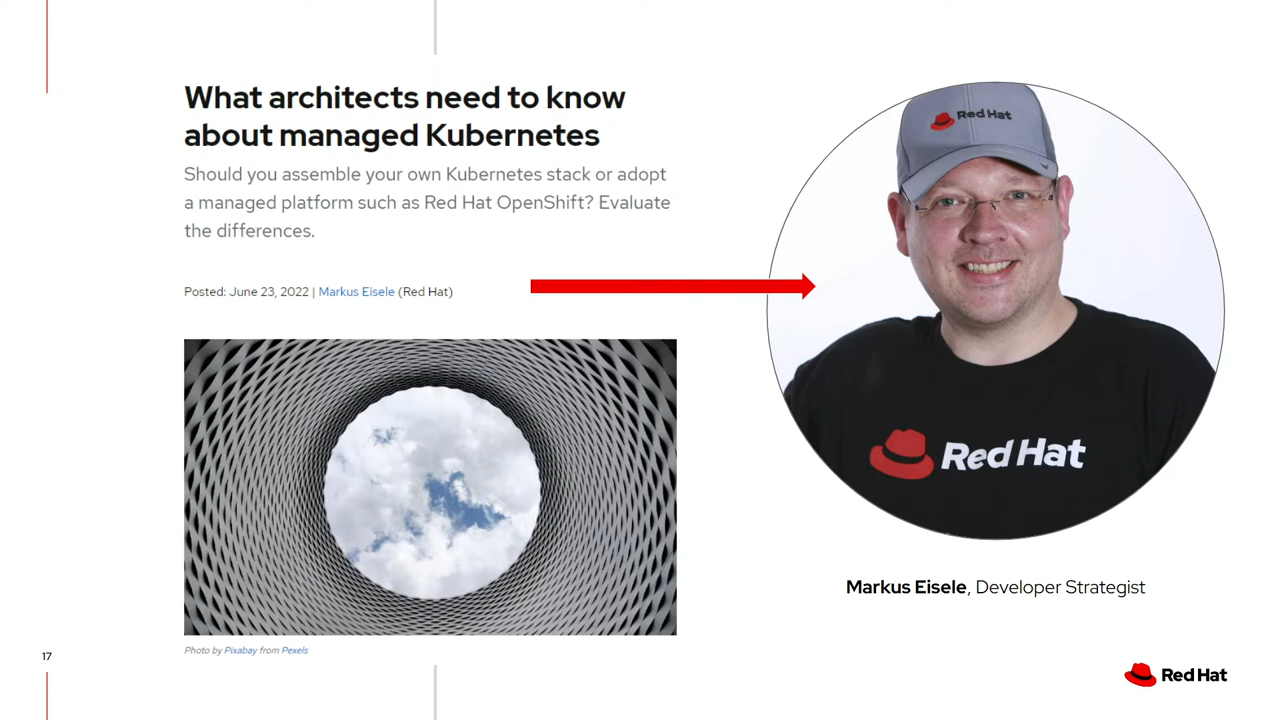 What architects need to know
about managed Kubernetes
Should you assemble your own Kubernetes stack or adopt
a managed platform such as Red Hat OpenShift? Evaluate
the differences.
Posted: June 23, 2022 | Markus Eisele (Red Hat)
Photo by Pixabay from Pexels
Red Hat
Red Hat
Markus Eisele, Developer Strategist
17
Red Hat